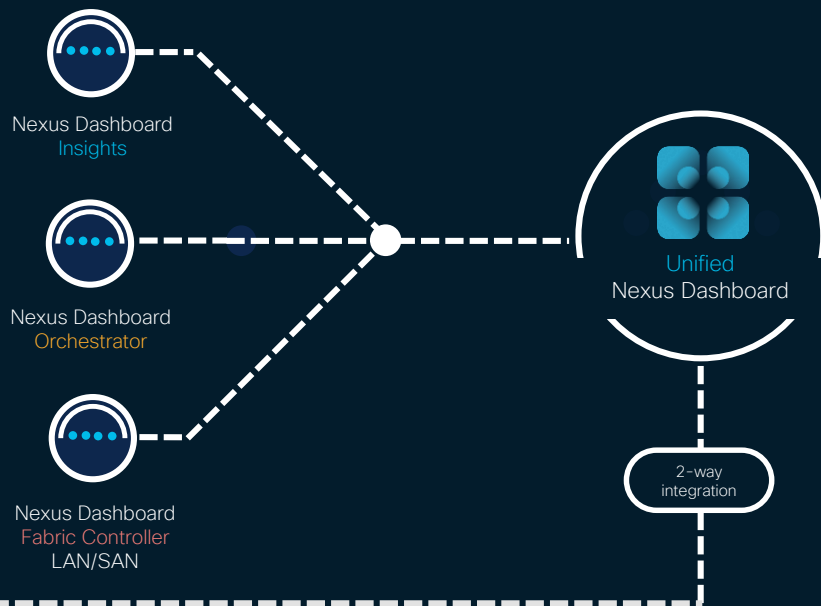 Nexus Dashboard
Insights
Nexus Dashboard
Orchestrator
Nexus Dashboard
Fabric Controller
LAN/SAN
Unified
Nexus Dashboard
2-way
integration